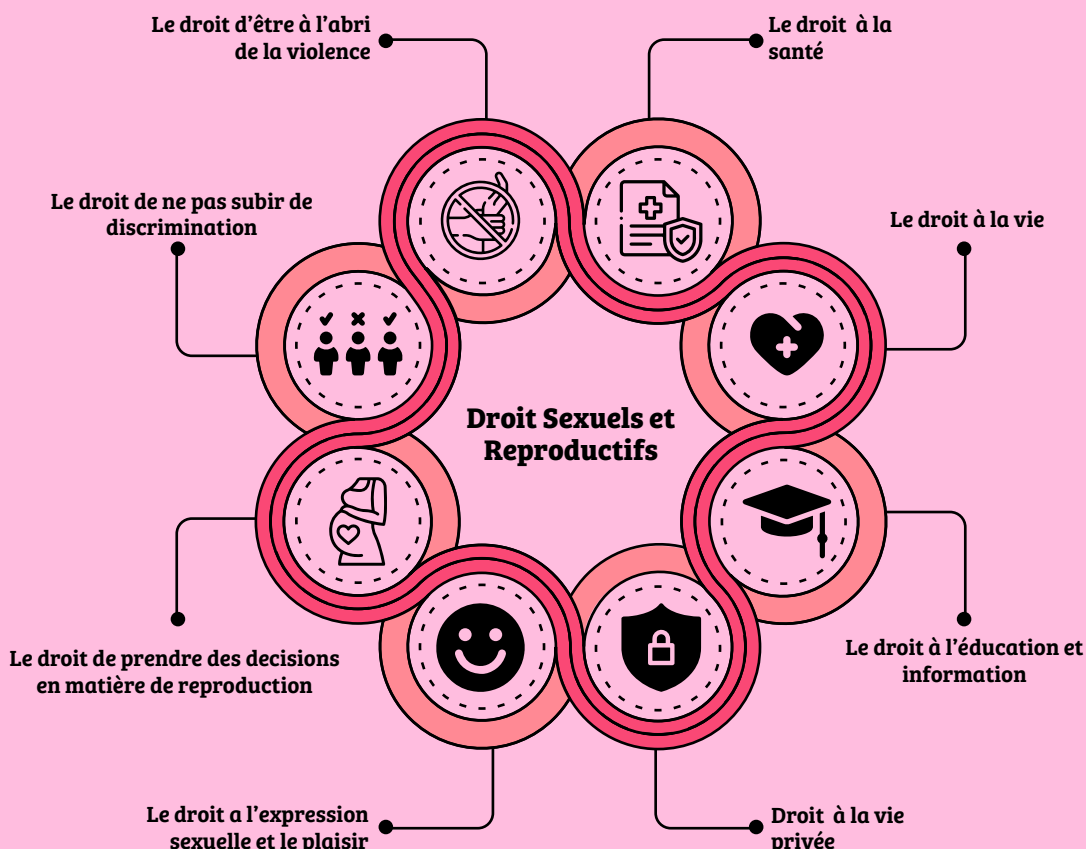 Le droit d’être à l’abri
de la violence
Le droit à la
santé
Le droit de ne pas subir de
discrimination
Le droit à la vie
Droit Sexuels et
Reproductifs
Le droit de prendre des decisions
en matière de reproduction
Le droit à l’éducation et
information
Le droit a l’expression
sexuelle et le plaisir
Droit à la vie
privée